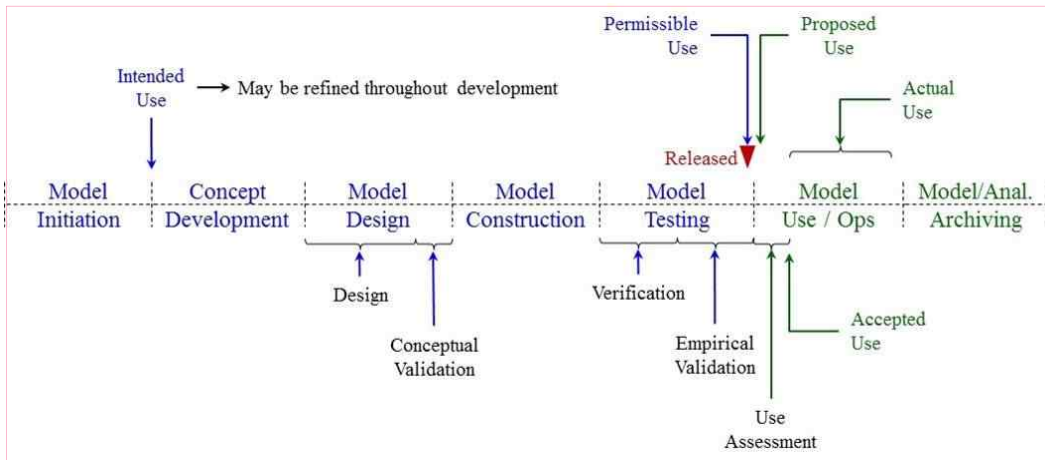 Permissible
Use
Proposed
Use
Intended
Use
May be refined throughout development
Actual
Use
Released
Model
Initiation
Concept
Development
Model
Design
Model
Construction
Model
Testing
Model
Use / Ops
Model/Anal.
Archiving
Design
Conceptual
Validation
Verification
Empirical
Validation
Accepted
Use
Use
Assessment